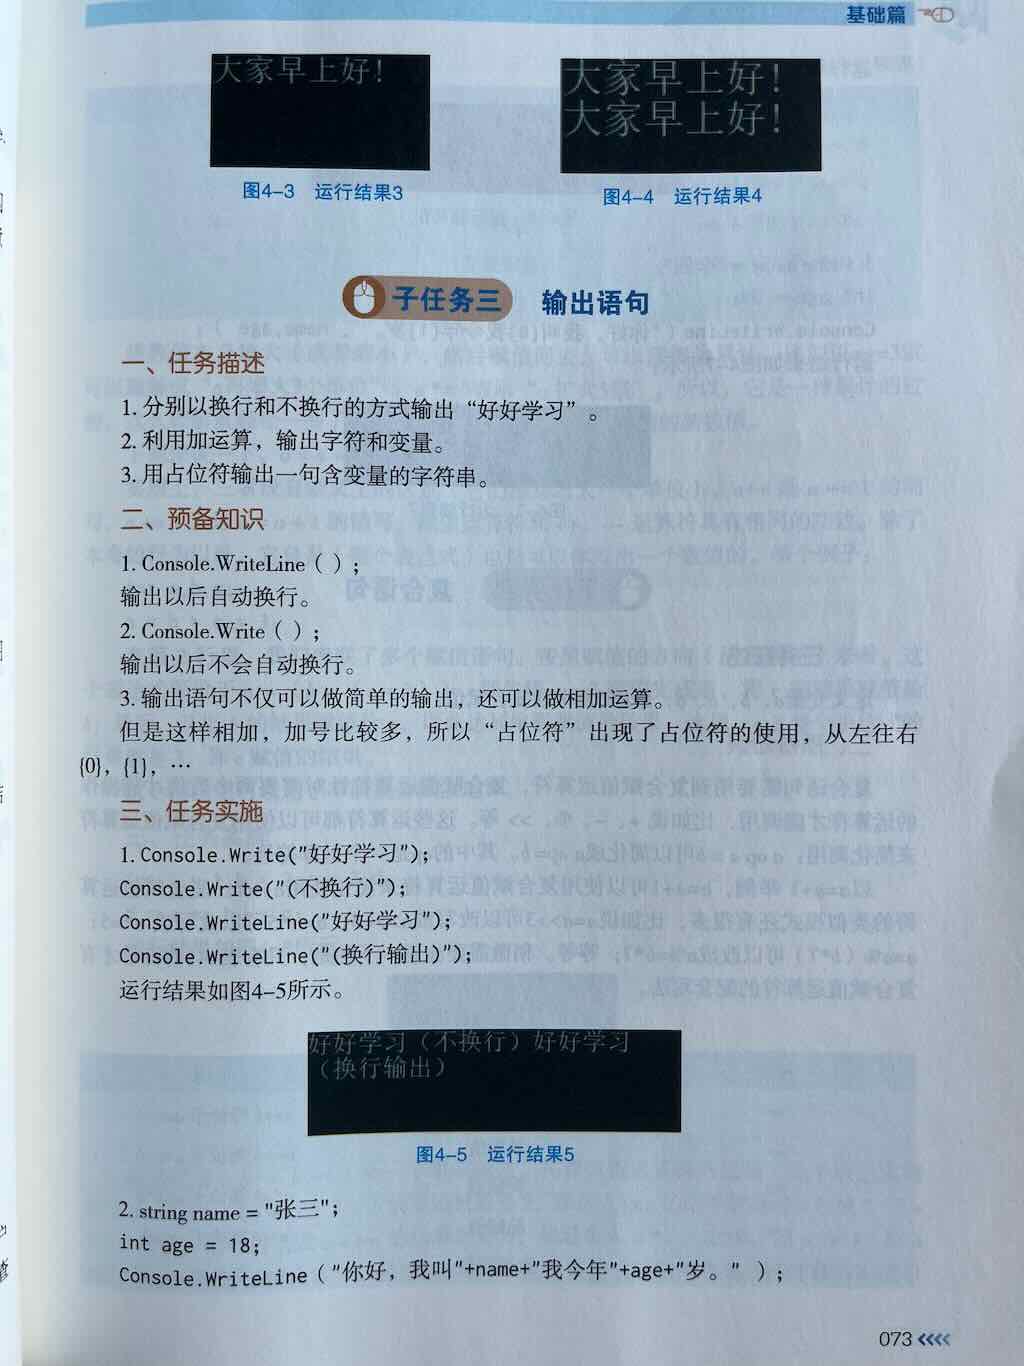 基础篇
大家早上好!
大家早上好!
大家早上好!
图4-3 运行结果3
图4-4 运行结果4
子任务三 输出语句
一、任务描述
1. 分别以换行和不换行的方式输出“好好学习”。
2. 利用加运算，输出字符和变量。
3. 用占位符输出一句含变量的字符串。
二、预备知识
1. Console.WriteLine（ ）;
输出以后自动换行。
2. Console.Write（ ）;
输出以后不会自动换行。
3. 输出语句不仅可以做简单的输出，还可以做相加运算。
但是这样相加，加号比较多，所以“占位符”出现了占位符的使用，从左往右
{0}，{1}，…
三、任务实施
1. Console.Write("好好学习");
Console.Write("(不换行)");
Console.WriteLine("好好学习");
Console.WriteLine("(换行输出)");
运行结果如图4-5所示。
好好学习（不换行）好好学习
（换行输出）
图4-5 运行结果5
2. string name = "张三";
int age = 18;
Console.WriteLine（"你好，我叫"+name+"我今年"+age+"岁。" ）;
073